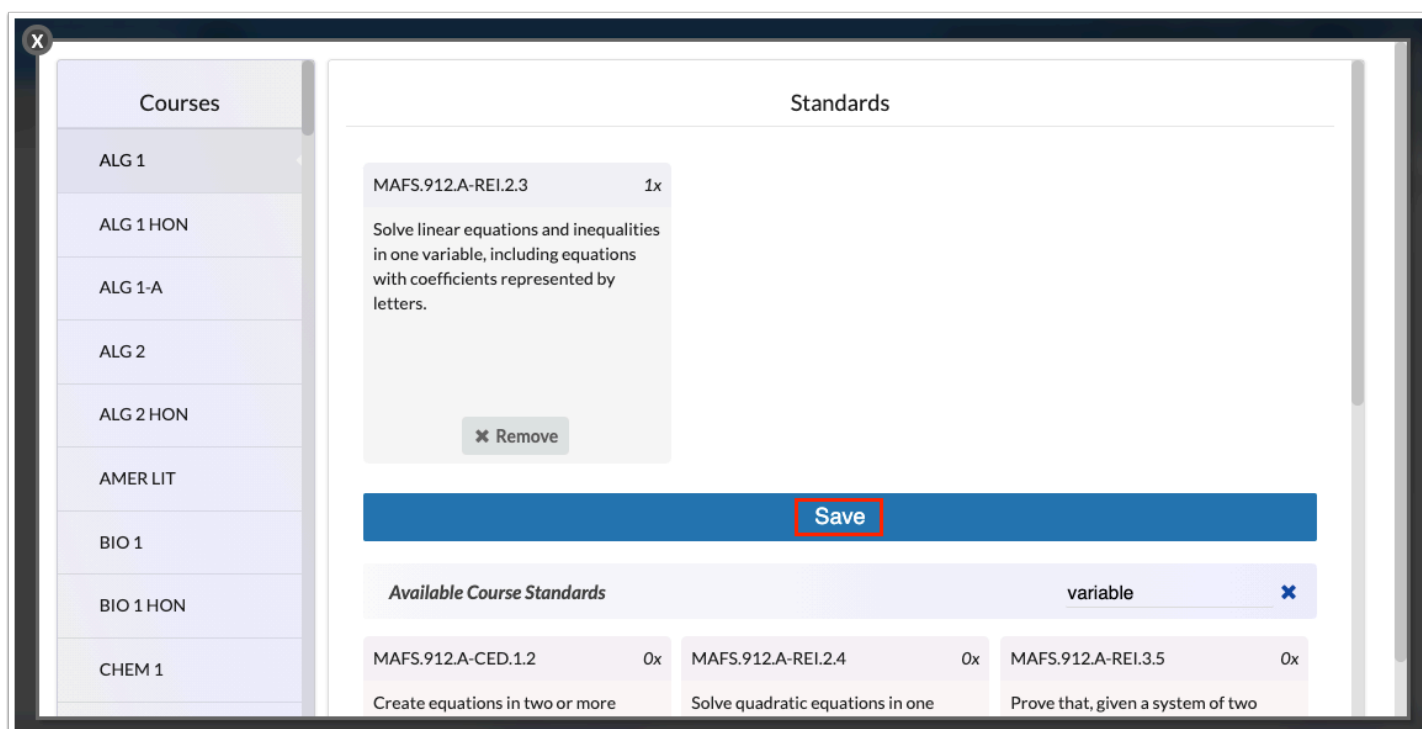 X
Courses
ALG 1
ALG 1 HON
ALG 1-A
ALG 2
ALG 2 HON
AMER LIT
BIO 1
BIO 1 HON
CHEM 1
Standards
MAFS.912.A-REI.2.3 1x
Solve linear equations and inequalities
in one variable, including equations
with coefficients represented by
letters.
✖ Remove
Save
Available Course Standards variable ✖
MAFS.912.A-CED.1.2 0x
Create equations in two or more
MAFS.912.A-REI.2.4 0x
Solve quadratic equations in one
MAFS.912.A-REI.3.5 0x
Prove that, given a system of two